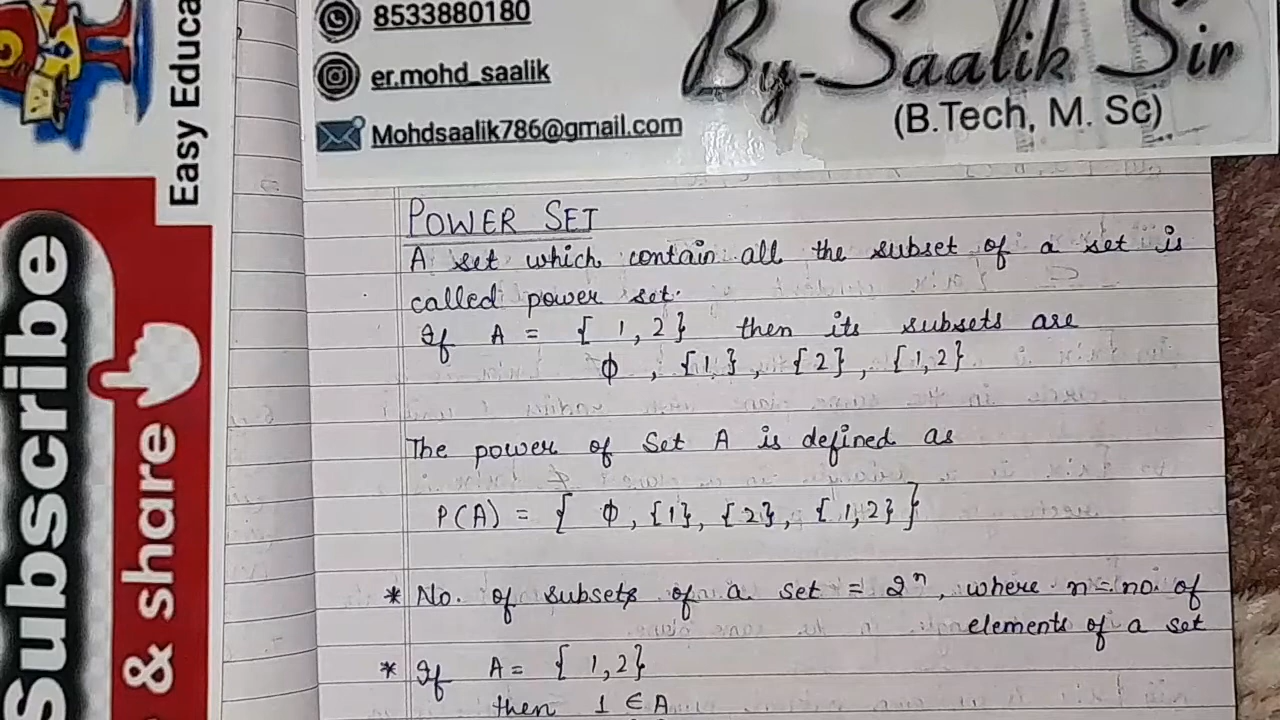 8533880180
er.mohd_saalik
Mohdsaalik786@gmail.com
By-Saalik Sir
(B.Tech, M. Sc)
Easy Educa
Subscribe
& share
POWER SET
A set which contain all the subset of a set is
called power set.
If A = { 1, 2 } then its subsets are
ϕ , {1} , {2} , {1,2}
The power of Set A is defined as
P(A) = { ϕ, {1}, {2}, {1,2} }
* No. of subsets of a set = 2ⁿ, where n = no. of
elements of a set
* If A = { 1,2 }
then 1 ∈ A